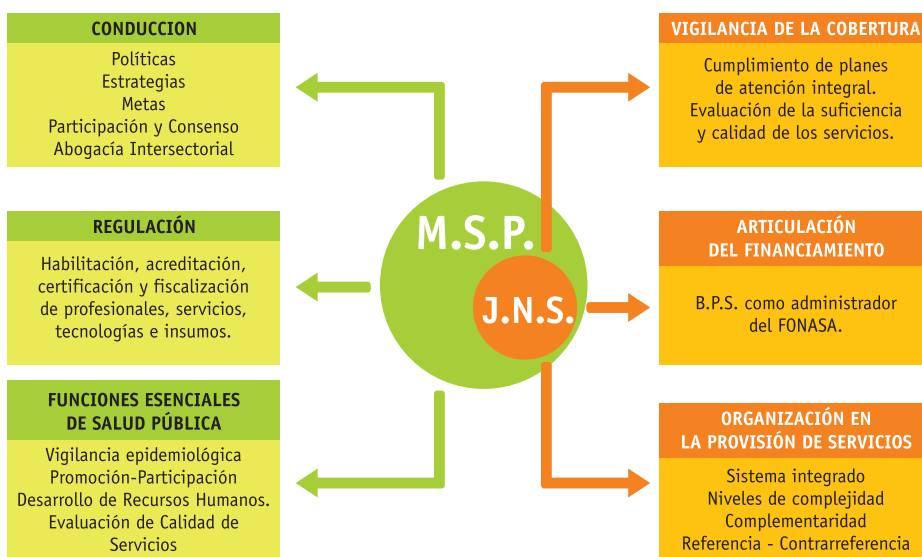 CONDUCCION
Políticas
Estrategias
Metas
Participación y Consenso
Abogacía Intersectorial
REGULACIÓN
Habilitación, acreditación,
certificación y fiscalización
de profesionales, servicios,
tecnologías e insumos.
FUNCIONES ESENCIALES
DE SALUD PÚBLICA
Vigilancia epidemiológica
Promoción-Participación
Desarrollo de Recursos Humanos.
Evaluación de Calidad de
Servicios
M.S.P.
J.N.S.
VIGILANCIA DE LA COBERTURA
Cumplimiento de planes
de atención integral.
Evaluación de la suficiencia
y calidad de los servicios.
ARTICULACIÓN
DEL FINANCIAMIENTO
B.P.S. como administrador
del FONASA.
ORGANIZACIÓN EN
LA PROVISIÓN DE SERVICIOS
Sistema integrado
Niveles de complejidad
Complementaridad
Referencia - Contrarreferencia